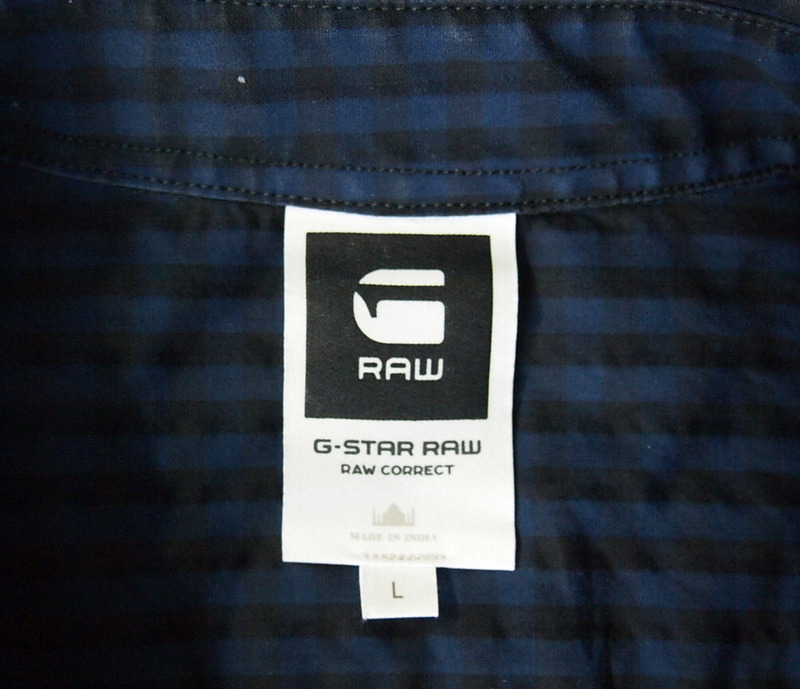 RAW
G-STAR RAW
RAW CORRECT
MADE IN INDIA
L